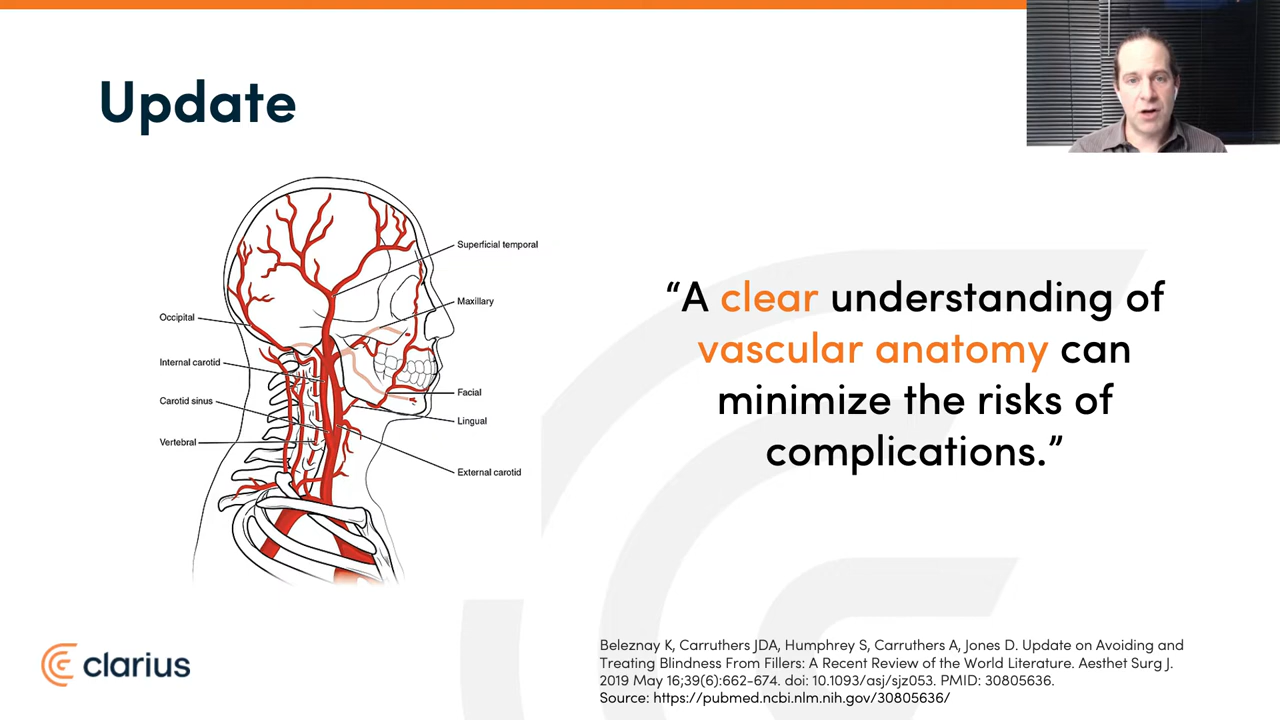 Update
Superficial temporal
Maxillary
Occipital
Internal carotid
Carotid sinus
Vertebral
Facial
Lingual
External carotid
“A clear understanding of
vascular anatomy can
minimize the risks of
complications.”
clarius
Beleznay K, Carruthers JDA, Humphrey S, Carruthers A, Jones D. Update on Avoiding and
Treating Blindness From Fillers: A Recent Review of the World Literature. Aesthet Surg J.
2019 May 16;39(6):662-674. doi: 10.1093/asj/sjz053. PMID: 30805636.
Source: https://pubmed.ncbi.nlm.nih.gov/30805636/